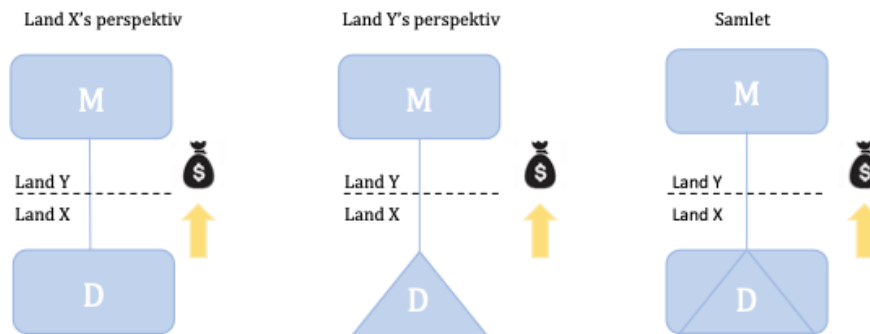 Land X’s perspektiv
M
Land Y
Land X
$
D
Land Y’s perspektiv
M
Land Y
Land X
$
D
Samlet
M
Land Y
Land X
$
D